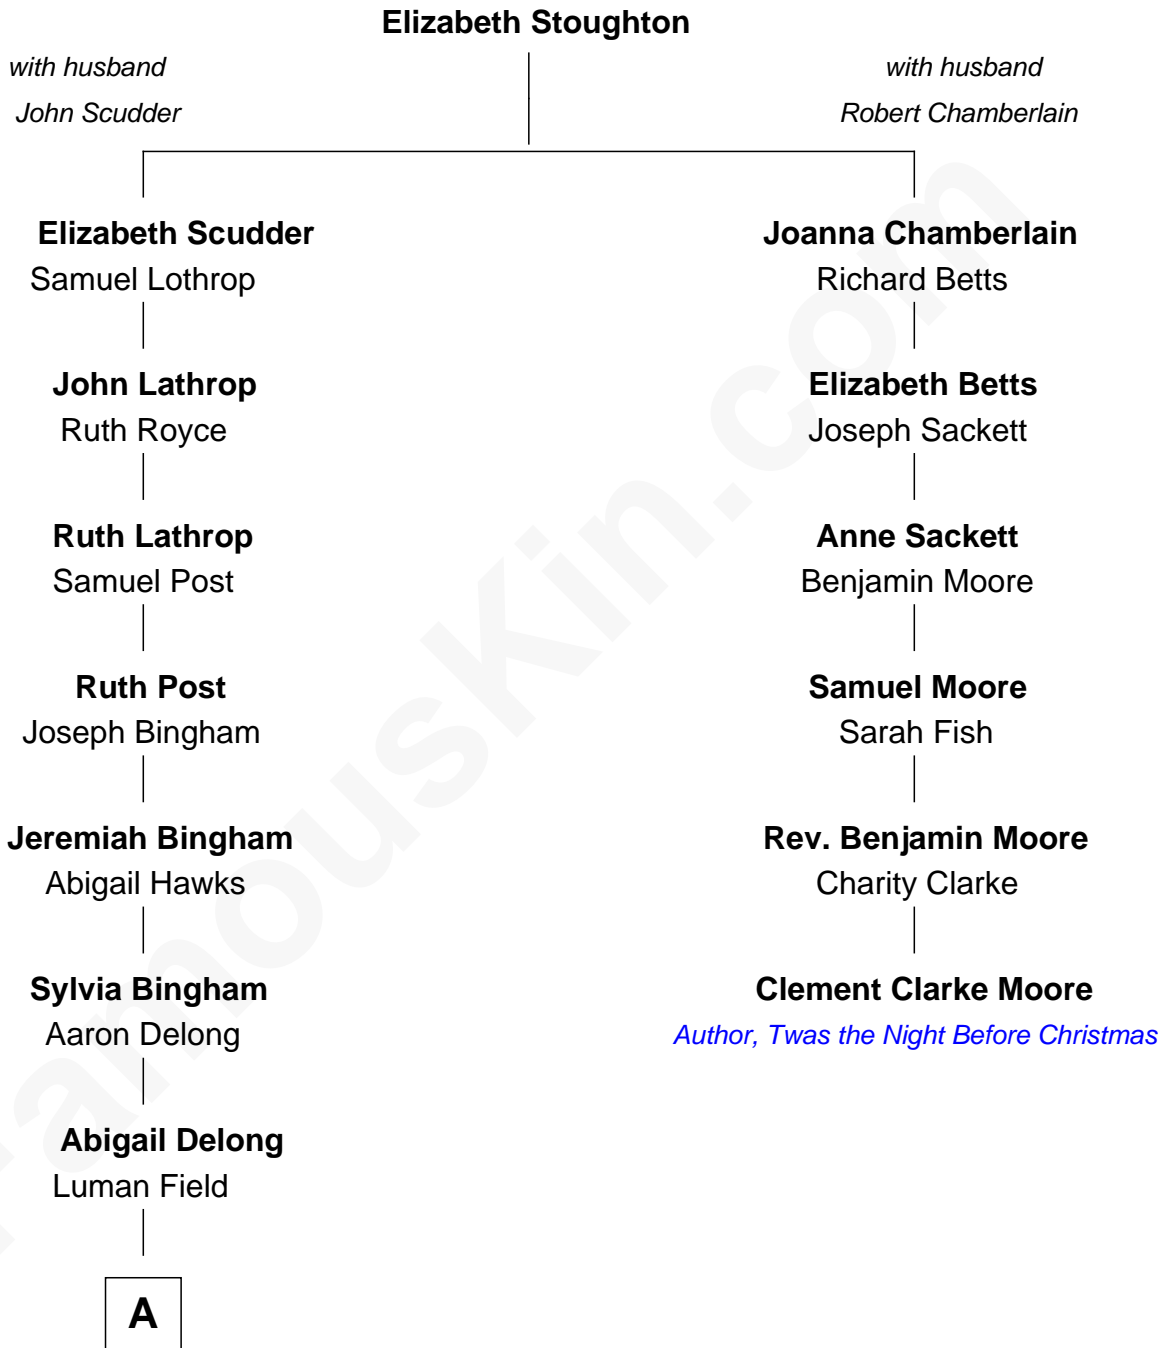 Elizabeth Stoughton
with husband
John Scudder
with husband
Robert Chamberlain
Elizabeth Scudder
Samuel Lothrop
John Lathrop
Ruth Royce
Ruth Lathrop
Samuel Post
Ruth Post
Joseph Bingham
Jeremiah Bingham
Abigail Hawks
Sylvia Bingham
Aaron Delong
Abigail Delong
Luman Field
A
Joanna Chamberlain
Richard Betts
Elizabeth Betts
Joseph Sackett
Anne Sackett
Benjamin Moore
Samuel Moore
Sarah Fish
Rev. Benjamin Moore
Charity Clarke
Clement Clarke Moore
Author, Twas the Night Before Christmas
FamousKin.com